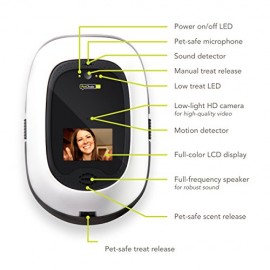 Power on/off LED
Pet-safe microphone
Sound detector
Manual treat release
Low treat LED
PetChatz
Low-light HD camera
for high-quality video
Motion detector
Full-color LCD display
Full-frequency speaker
for robust sound
Pet-safe scent release
Pet-safe treat release